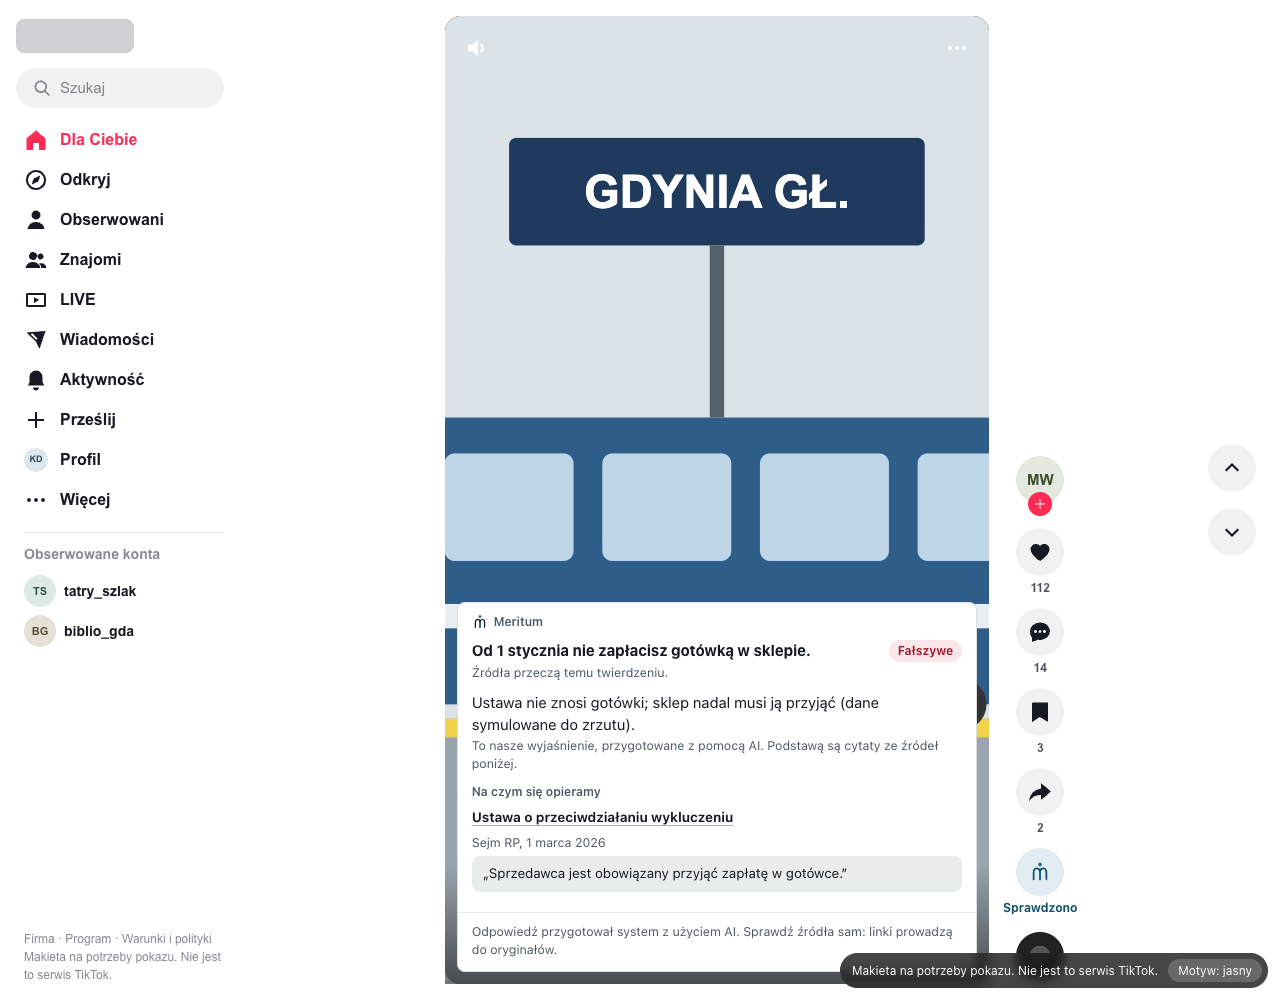 Szukaj
Dla Ciebie
Odkryj
Obserwowani
Znajomi
LIVE
Wiadomości
Aktywność
Prześlij
KD
Profil
Więcej
Obserwowane konta
TS
tatry_szlak
BG
biblio_gda
Firma · Program · Warunki i polityki
Makieta na potrzeby pokazu. Nie jest
to serwis TikTok.
GDYNIA GŁ.
Meritum
Od 1 stycznia nie zapłacisz gotówką w sklepie.
Fałszywe
Źródła przeczą temu twierdzeniu.
Ustawa nie znosi gotówki; sklep nadal musi ją przyjąć (dane
symulowane do zrzutu).
To nasze wyjaśnienie, przygotowane z pomocą AI. Podstawą są cytaty ze źródeł
poniżej.
Na czym się opieramy
Ustawa o przeciwdziałaniu wykluczeniu
Sejm RP, 1 marca 2026
„Sprzedawca jest obowiązany przyjąć zapłatę w gotówce.”
Odpowiedź przygotował system z użyciem AI. Sprawdź źródła sam: linki prowadzą
do oryginałów.
MW
112
14
3
2
Sprawdzono
Makieta na potrzeby pokazu. Nie jest to serwis TikTok.
Motyw: jasny